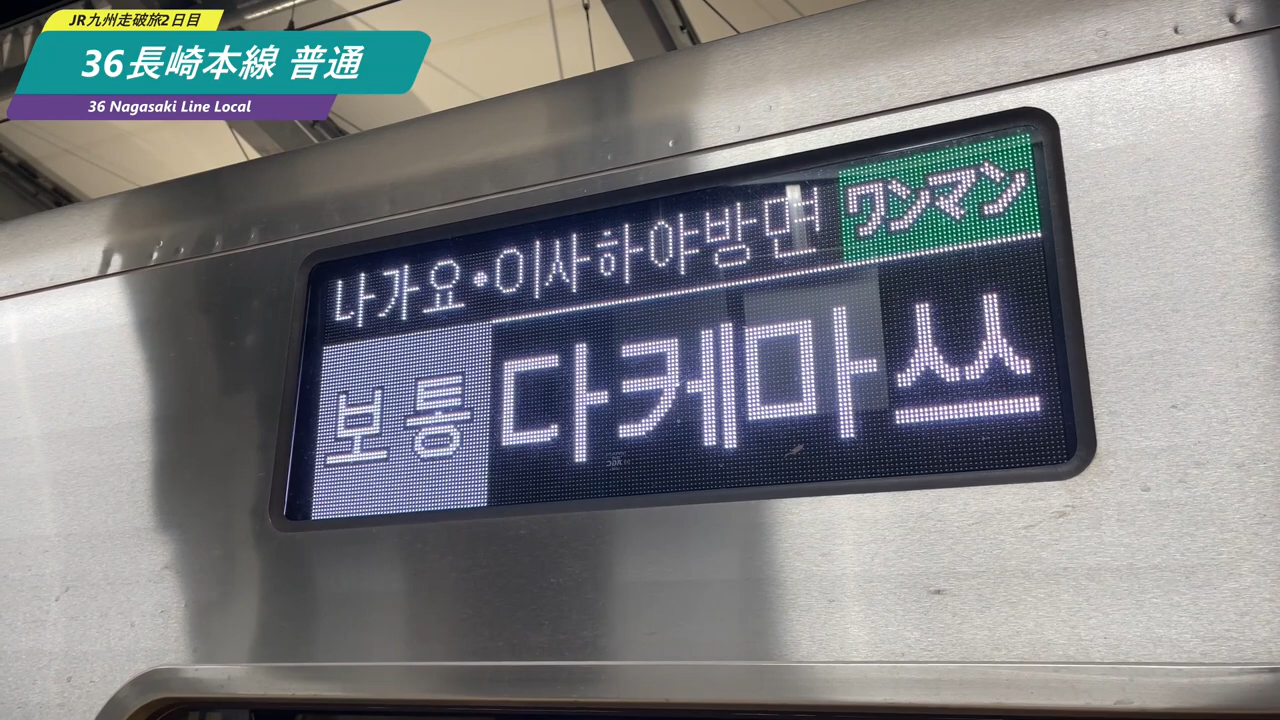 JR九州走破旅2日目
36長崎本線 普通
36 Nagasaki Line Local
나가요・이사하야방면 ワンマン
보통 다케마쓰